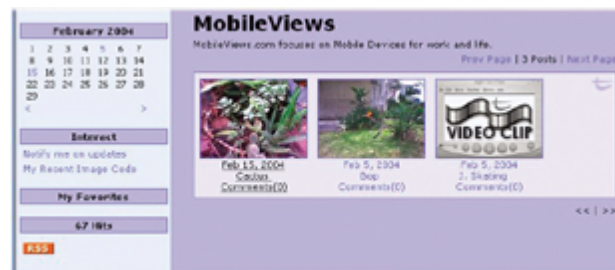 February 2004
1 2 3 4 5 6 7
8 9 10 11 12 13 14
15 16 17 18 19 20 21
22 23 24 25 26 27 28
29
< >
Interest
Notify me on updates
My Recent Image Code
My Favorites
67 Hits
RSS
MobileViews
MobileViews.com focuses on Mobile Devices for work and life.
Prev Page | 3 Posts | Next Page
VIDEO CLIP
Feb 15, 2004 Feb 5, 2004 Feb 5, 2004
Cactus J. Skating
Comments(0) Comments(0) Comments(0)
<< | >>